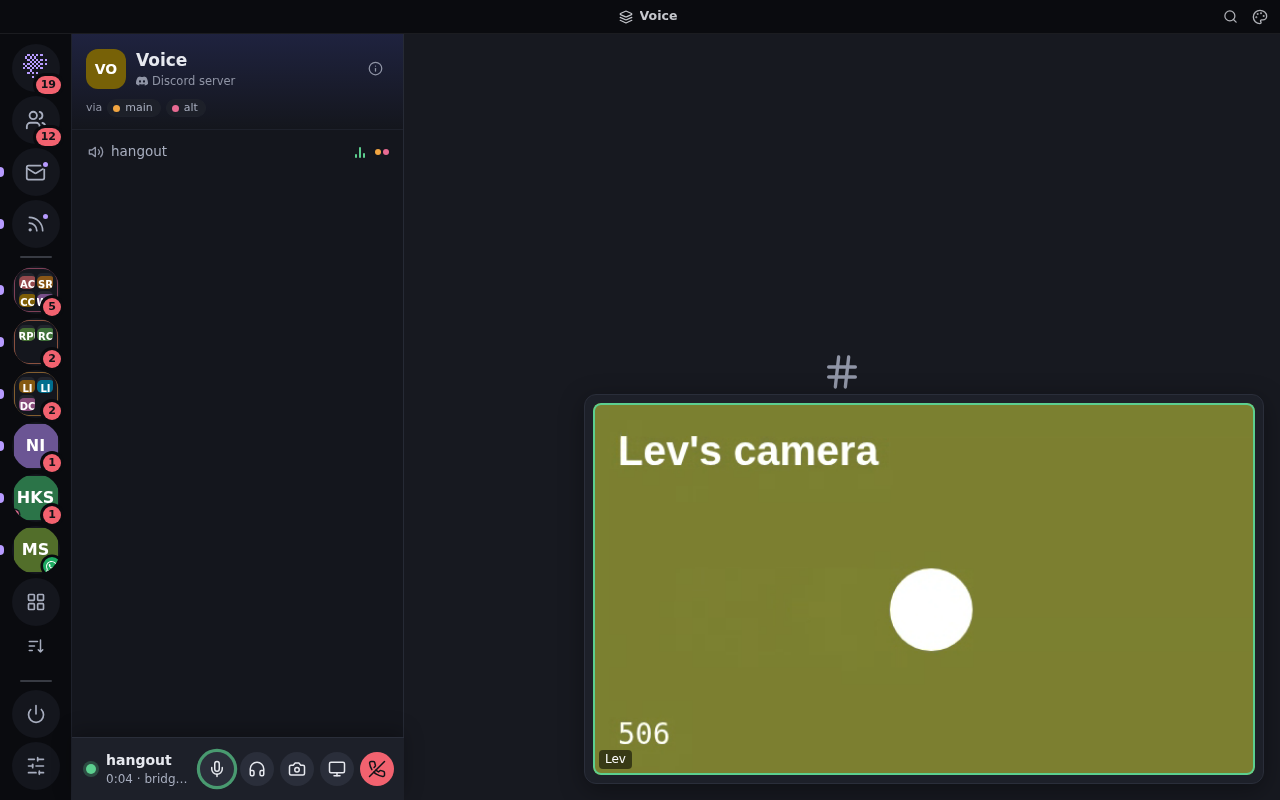 Voice
19
12
AC
SR
CC
5
RP
RC
2
LI
LI
DC
2
NI
1
HKS
1
MS
VO
Voice
Discord server
via
main
alt
hangout
hangout
0:04 · bridg...
Lev's camera
506
Lev